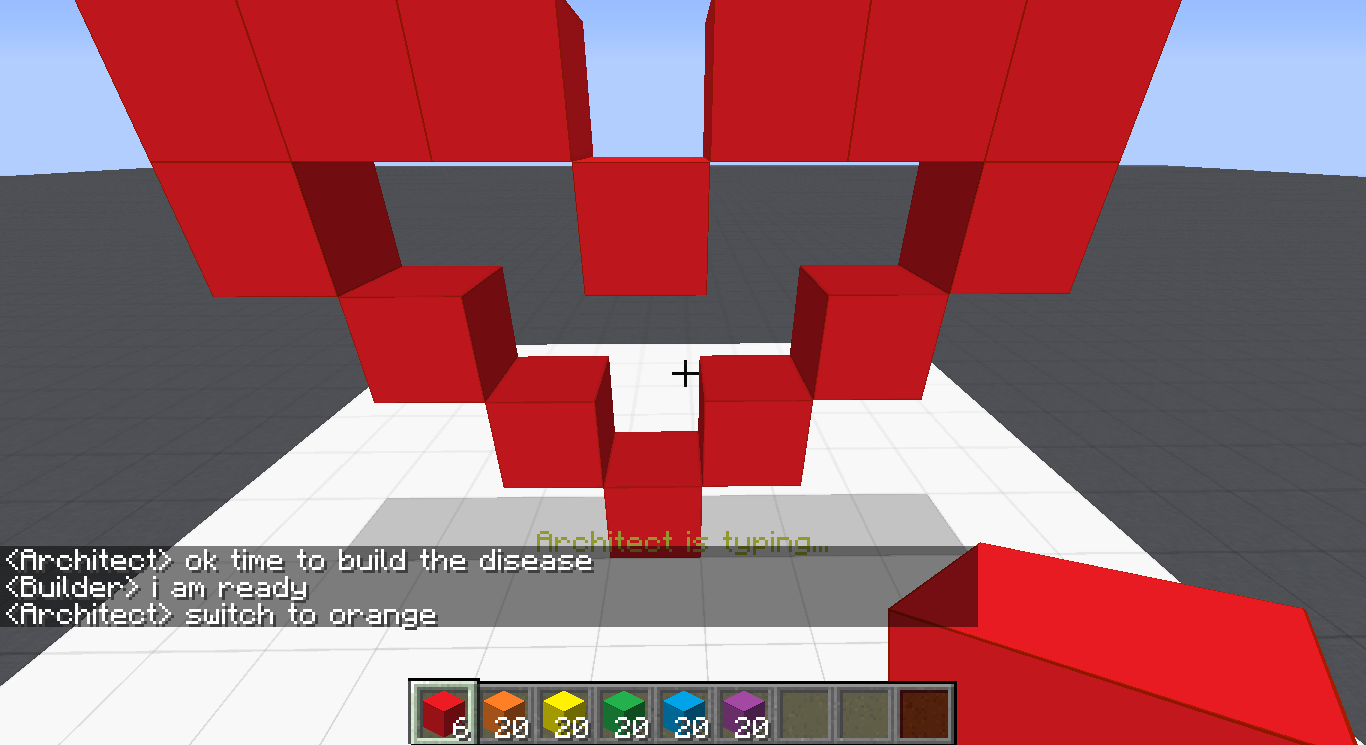 Architect is typing...
<Architect> ok time to build the disease
<Builder> i am ready
<Architect> switch to orange
6 20 20 20 20 20